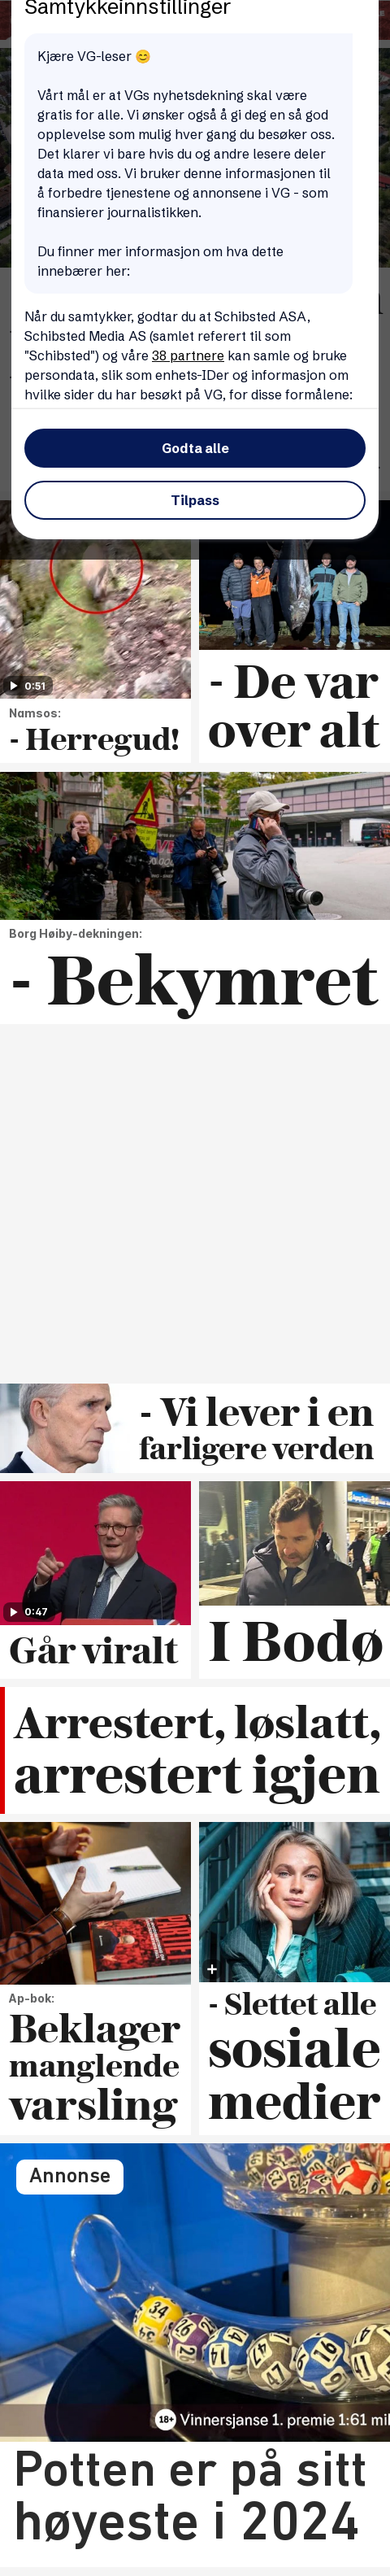 Samtykkeinnstillinger
Kjære VG-leser 😊
Vårt mål er at VGs nyhetsdekning skal være
gratis for alle. Vi ønsker også å gi deg en så god
opplevelse som mulig hver gang du besøker oss.
Det klarer vi bare hvis du og andre lesere deler
data med oss. Vi bruker denne informasjonen til
å forbedre tjenestene og annonsene i VG - som
finansierer journalistikken.
Du finner mer informasjon om hva dette
innebærer her:
Når du samtykker, godtar du at Schibsted ASA,
Schibsted Media AS (samlet referert til som
"Schibsted") og våre 38 partnere kan samle og bruke
persondata, slik som enhets-IDer og informasjon om
hvilke sider du har besøkt på VG, for disse formålene:
Godta alle
Tilpass
0:51
Namsos:
- Herregud!
- De var
over alt
Borg Høiby-dekningen:
- Bekymret
- Vi lever i en
farligere verden
0:47
Går viralt
I Bodø
Arrestert, løslatt,
arrestert igjen
Ap-bok:
Beklager
manglende
varsling
- Slettet alle
sosiale
medier
Annonse
34
18+ Vinnersjanse 1. premie 1:61 mil
Potten er på sitt
høyeste i 2024